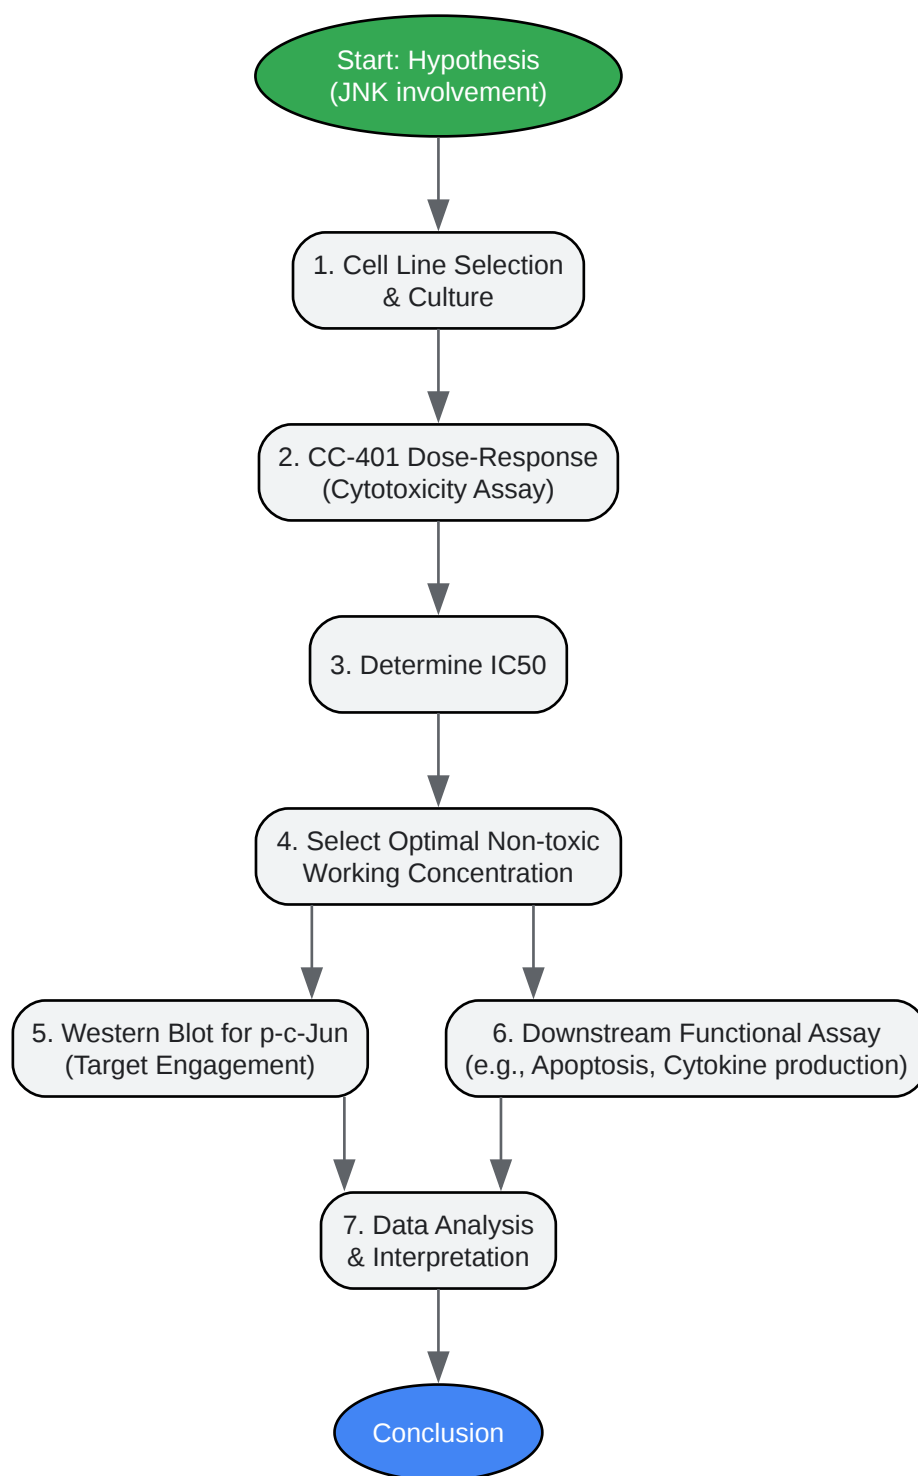 Start: Hypothesis
(JNK involvement)
1. Cell Line Selection
& Culture
2. CC-401 Dose-Response
(Cytotoxicity Assay)
3. Determine IC50
4. Select Optimal Non-toxic
Working Concentration
5. Western Blot for p-c-Jun
(Target Engagement)
6. Downstream Functional Assay
(e.g., Apoptosis, Cytokine production)
7. Data Analysis
& Interpretation
Conclusion